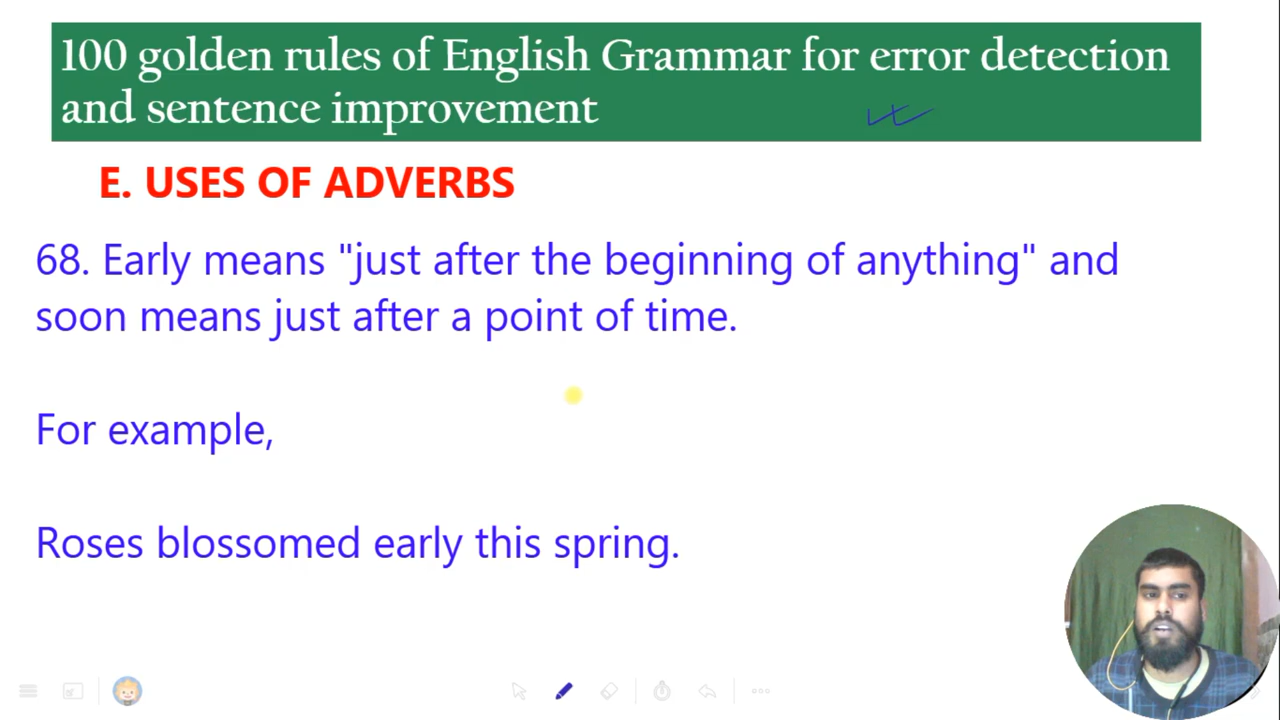 100 golden rules of English Grammar for error detection
and sentence improvement
E. USES OF ADVERBS
68. Early means "just after the beginning of anything" and
soon means just after a point of time.
For example,
Roses blossomed early this spring.